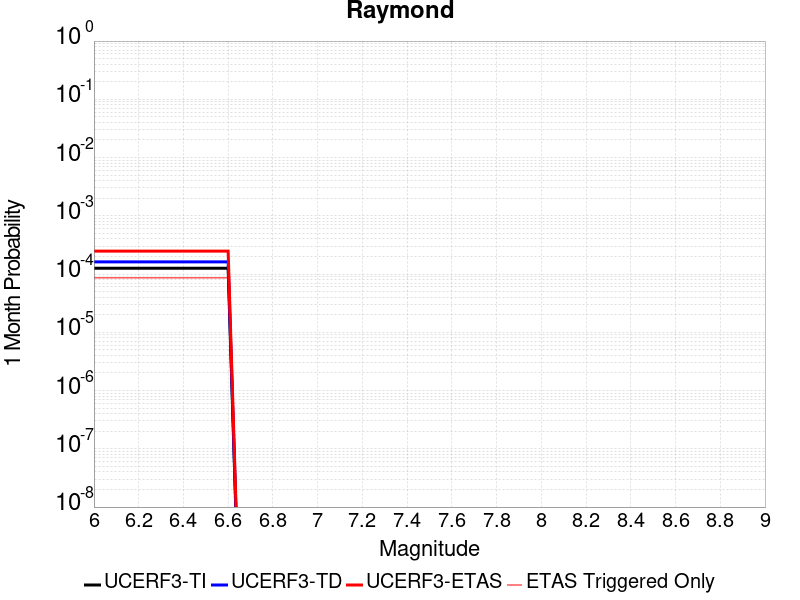 Raymond
10^0
10^-1
10^-2
10^-3
10^-4
10^-5
10^-6
10^-7
10^-8
1 Month Probability
6 6.2 6.4 6.6 6.8 7 7.2 7.4 7.6 7.8 8 8.2 8.4 8.6 8.8 9
Magnitude
UCERF3-TI UCERF3-TD UCERF3-ETAS ETAS Triggered Only